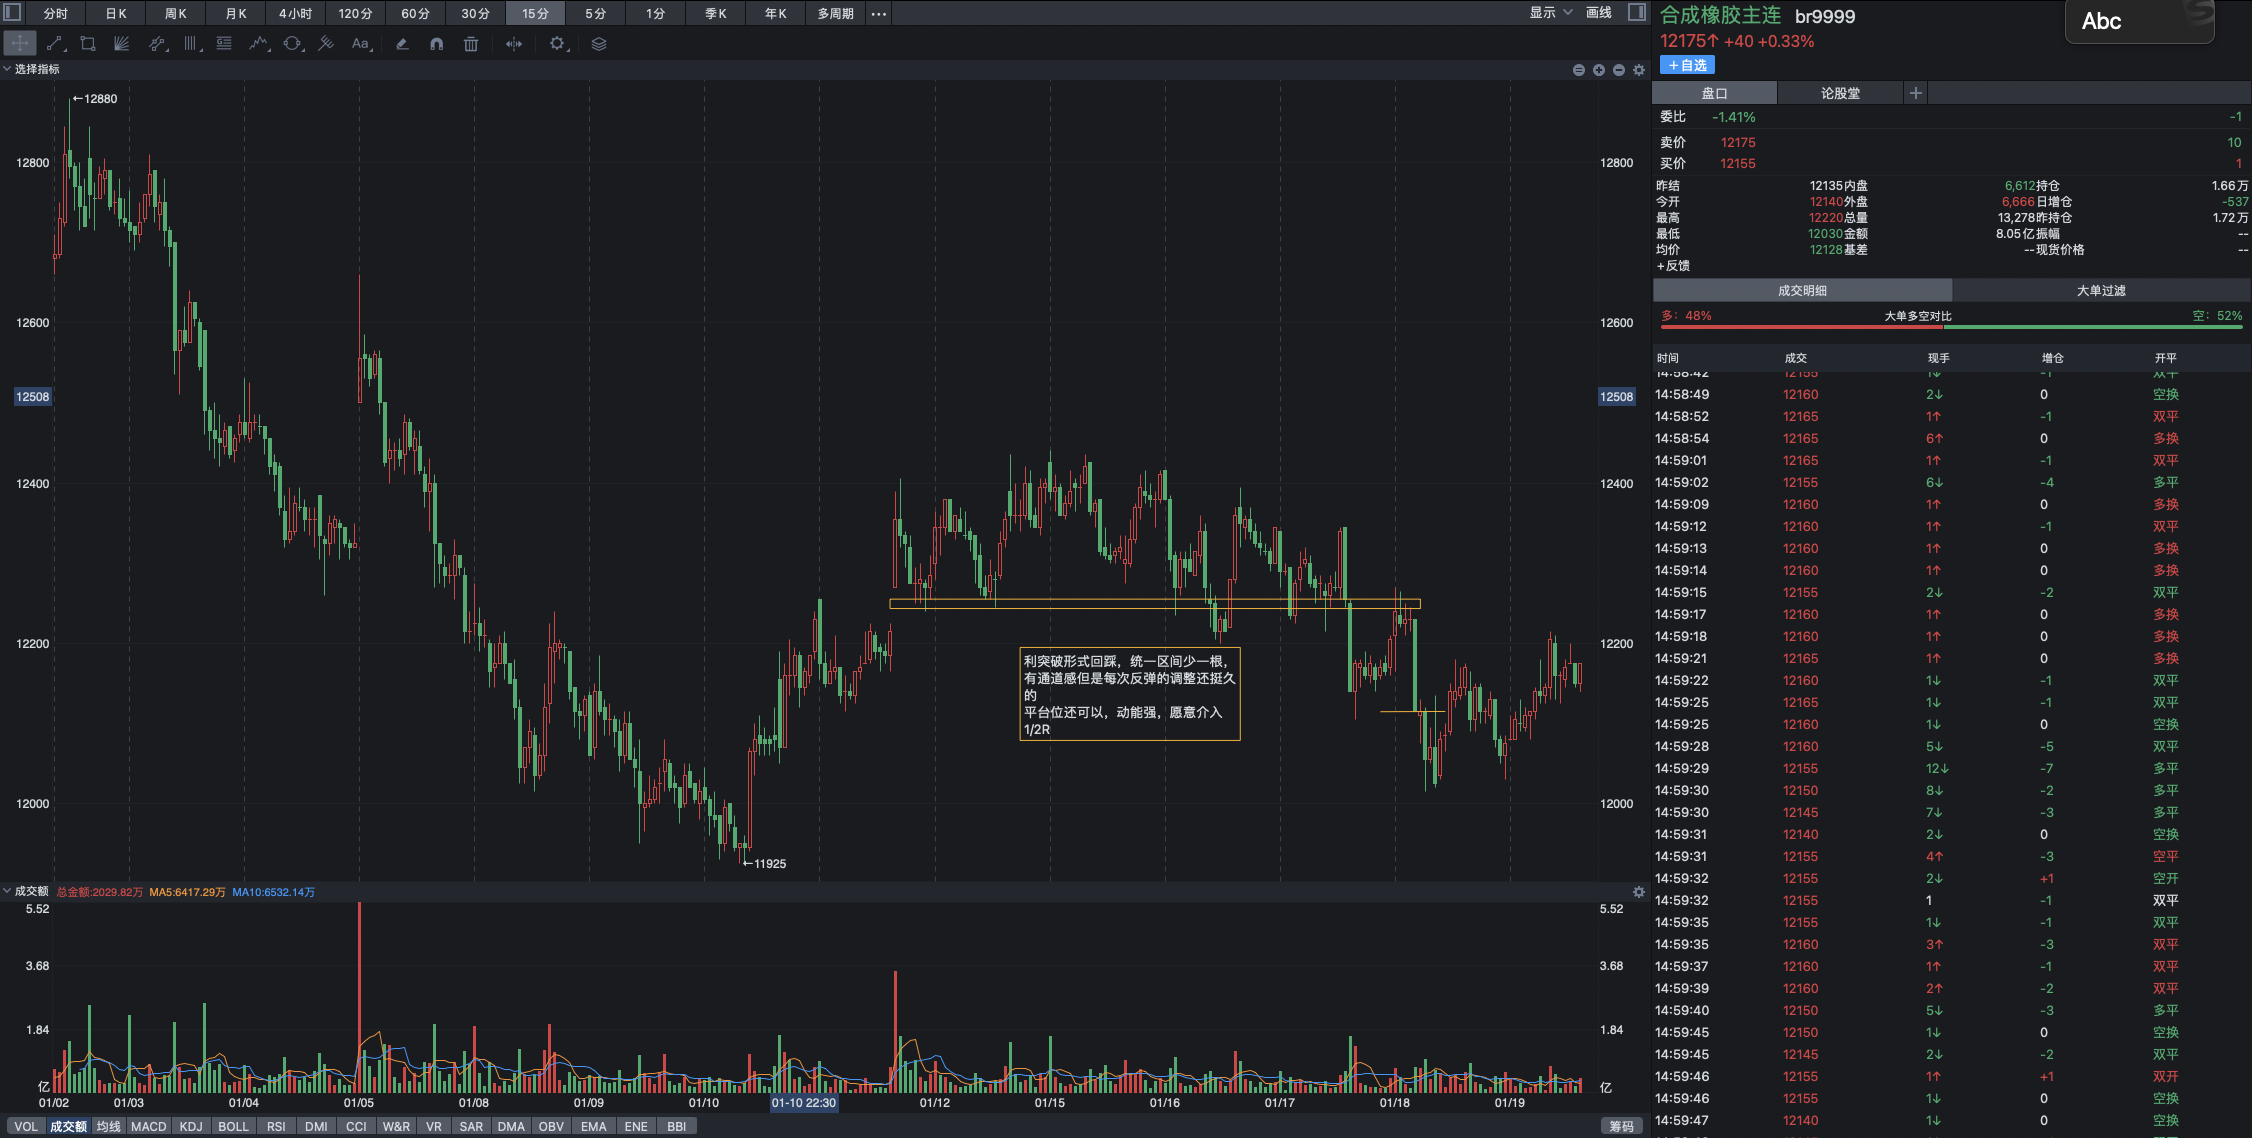 分时 日K 周K 月K 4小时 120分 60分 30分 15分 5分 1分 季K 年K 多周期 ... 显示 画线
Aa
选择指标
合成橡胶主连 br9999
Abc
12175↑ +40 +0.33%
+自选
盘口 论股堂 +
委比 -1.41% -1
卖价 12175 10
买价 12155 1
昨结 12135 内盘 6,612 持仓 1.66万
今开 12140 外盘 6,666 日增仓 -537
最高 12220 总量 13,278 昨持仓 1.72万
最低 12030 金额 8.05亿 振幅 --
均价 12128 基差 -- 现货价格 --
+反馈
成交明细 大单过滤
多: 48% 大单多空对比 空: 52%
时间 成交 现手 增仓 开平
14:58:42 12155 1↓ -1 双平
14:58:49 12160 2↓ 0 空换
14:58:52 12165 1↑ -1 双平
14:58:54 12165 6↑ 0 多换
14:59:01 12165 1↑ -1 双平
14:59:02 12155 6↓ -4 多平
14:59:09 12160 1↑ 0 多换
14:59:12 12160 1↑ -1 双平
14:59:13 12160 1↑ 0 多换
14:59:14 12160 1↑ 0 多换
14:59:15 12155 2↓ -2 双平
14:59:17 12160 1↑ 0 多换
14:59:18 12160 1↑ 0 多换
14:59:21 12165 1↑ 0 多换
14:59:22 12160 1↓ -1 双平
14:59:25 12165 1↓ -1 双平
14:59:25 12160 1↓ 0 空换
14:59:28 12160 5↓ -5 双平
14:59:29 12155 12↓ -7 多平
14:59:30 12150 8↓ -2 多平
14:59:30 12145 7↓ -3 多平
14:59:31 12140 2↓ 0 空换
14:59:31 12155 4↑ -3 空平
14:59:32 12155 2↓ +1 空开
14:59:32 12155 1 -1 双平
14:59:35 12155 1↓ -1 双平
14:59:35 12160 3↑ -3 双平
14:59:37 12160 1↑ -1 双平
14:59:39 12160 2↑ -2 双平
14:59:40 12150 5↓ -3 多平
14:59:45 12150 1↓ 0 空换
14:59:45 12145 2↓ -2 双平
14:59:46 12155 1↑ +1 双开
14:59:46 12155 1↓ 0 空换
14:59:47 12140 1↓ 0 空换
←12880
12800 12800
12600 12600
12508 12508
12400 12400
12200 12200
利突破形式回踩，统一区间少一根，
有通道感但是每次反弹的调整还挺久
的
平台位还可以，动能强，愿意介入
1/2R
12000 12000
←11925
成交额 总金额:2029.82万 MA5:6417.29万 MA10:6532.14万
5.52 5.52
3.68 3.68
1.84 1.84
亿 亿
01/02 01/03 01/04 01/05 01/08 01/09 01/10 01-10 22:30 01/12 01/15 01/16 01/17 01/18 01/19
VOL 成交额 均线 MACD KDJ BOLL RSI DMI CCI W&R VR SAR DMA OBV EMA ENE BBI 筹码